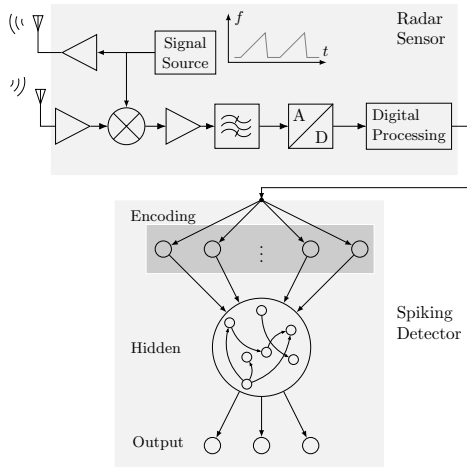 f
Radar
Sensor
Signal
Source
t
A
D
Digital
Processing
Encoding
Spiking
Detector
Hidden
Output